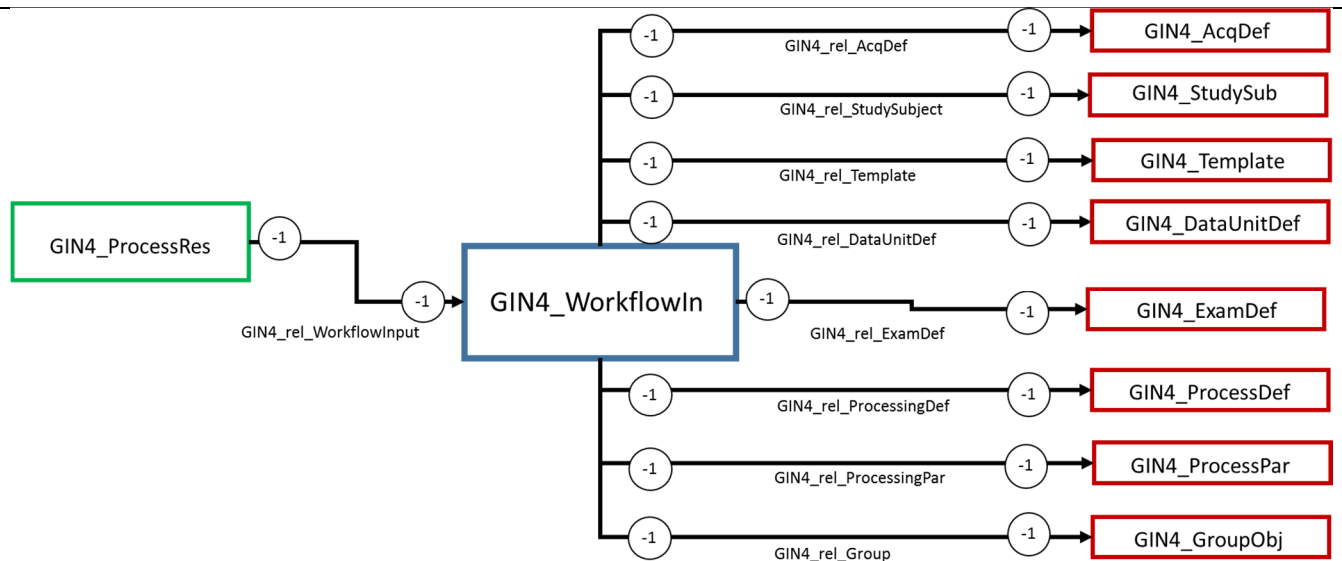 -1
-1
GIN4_AcqDef
GIN4_rel_AcqDef
-1
-1
GIN4_StudySub
GIN4_rel_StudySubject
-1
-1
GIN4_Template
GIN4_rel_Template
-1
-1
GIN4_DataUnitDef
GIN4_rel_DataUnitDef
GIN4_ProcessRes
-1
-1
GIN4_rel_WorkflowInput
GIN4_WorkflowIn
-1
-1
GIN4_ExamDef
GIN4_rel_ExamDef
-1
-1
GIN4_ProcessDef
GIN4_rel_ProcessingDef
-1
-1
GIN4_ProcessPar
GIN4_rel_ProcessingPar
-1
-1
GIN4_GroupObj
GIN4_rel_Group